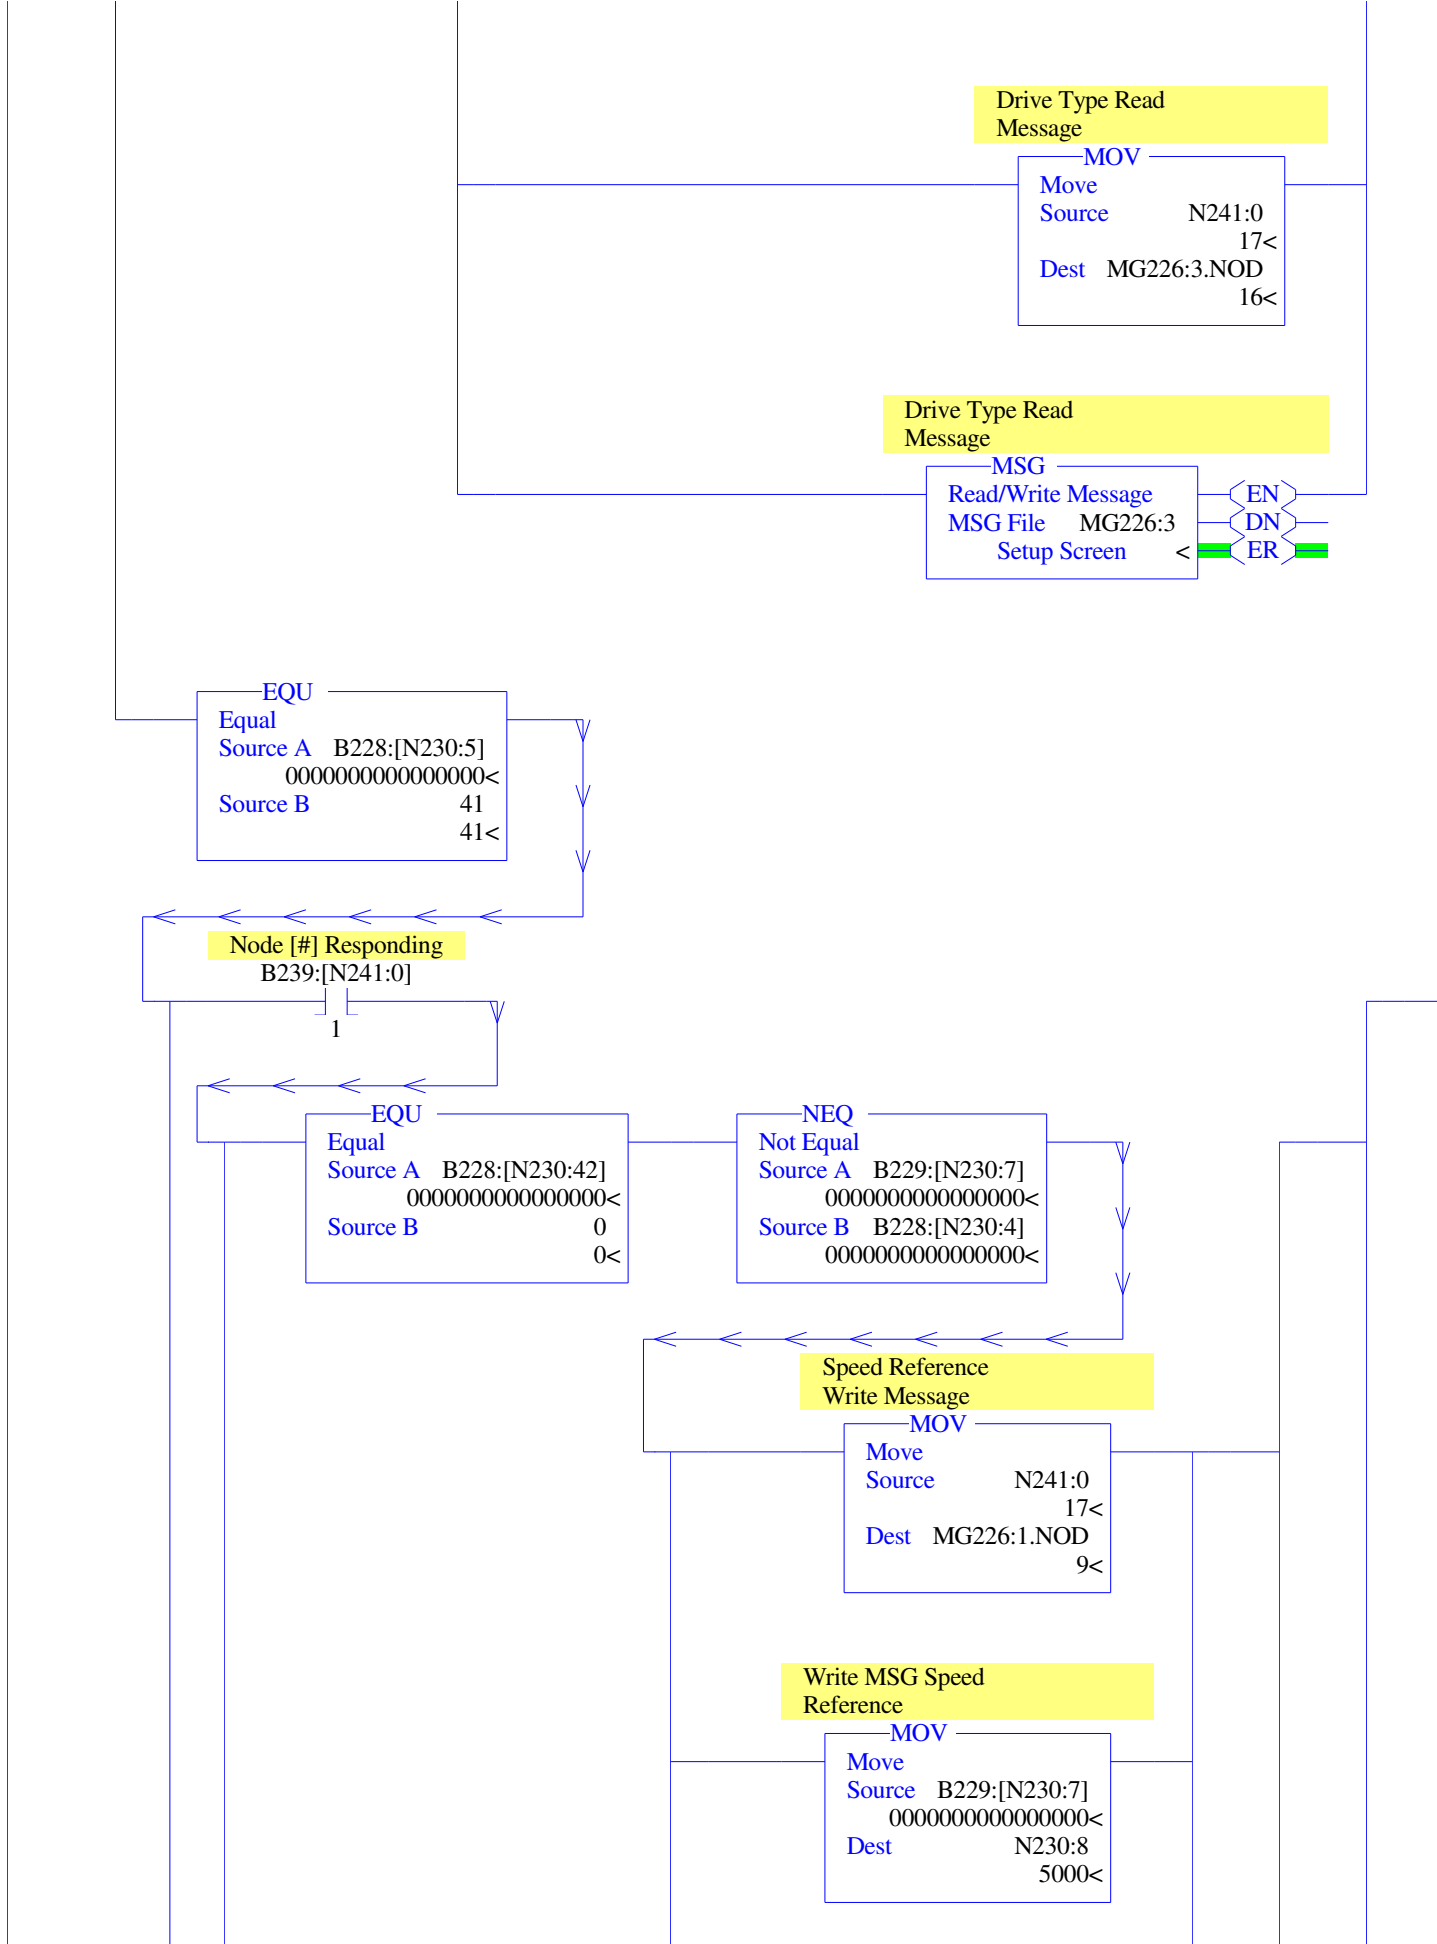 Drive Type Read
Message
MOV
Move
Source N241:0
17<
Dest MG226:3.NOD
16<
Drive Type Read
Message
MSG
Read/Write Message EN
MSG File MG226:3 DN
Setup Screen < ER
EQU
Equal
Source A B228:[N230:5]
0000000000000000<
Source B 41
41<
Node [#] Responding
B239:[N241:0]
1
EQU
Equal
Source A B228:[N230:42]
0000000000000000<
Source B 0
0<
NEQ
Not Equal
Source A B229:[N230:7]
0000000000000000<
Source B B228:[N230:4]
0000000000000000<
Speed Reference
Write Message
MOV
Move
Source N241:0
17<
Dest MG226:1.NOD
9<
Write MSG Speed
Reference
MOV
Move
Source B229:[N230:7]
0000000000000000<
Dest N230:8
5000<